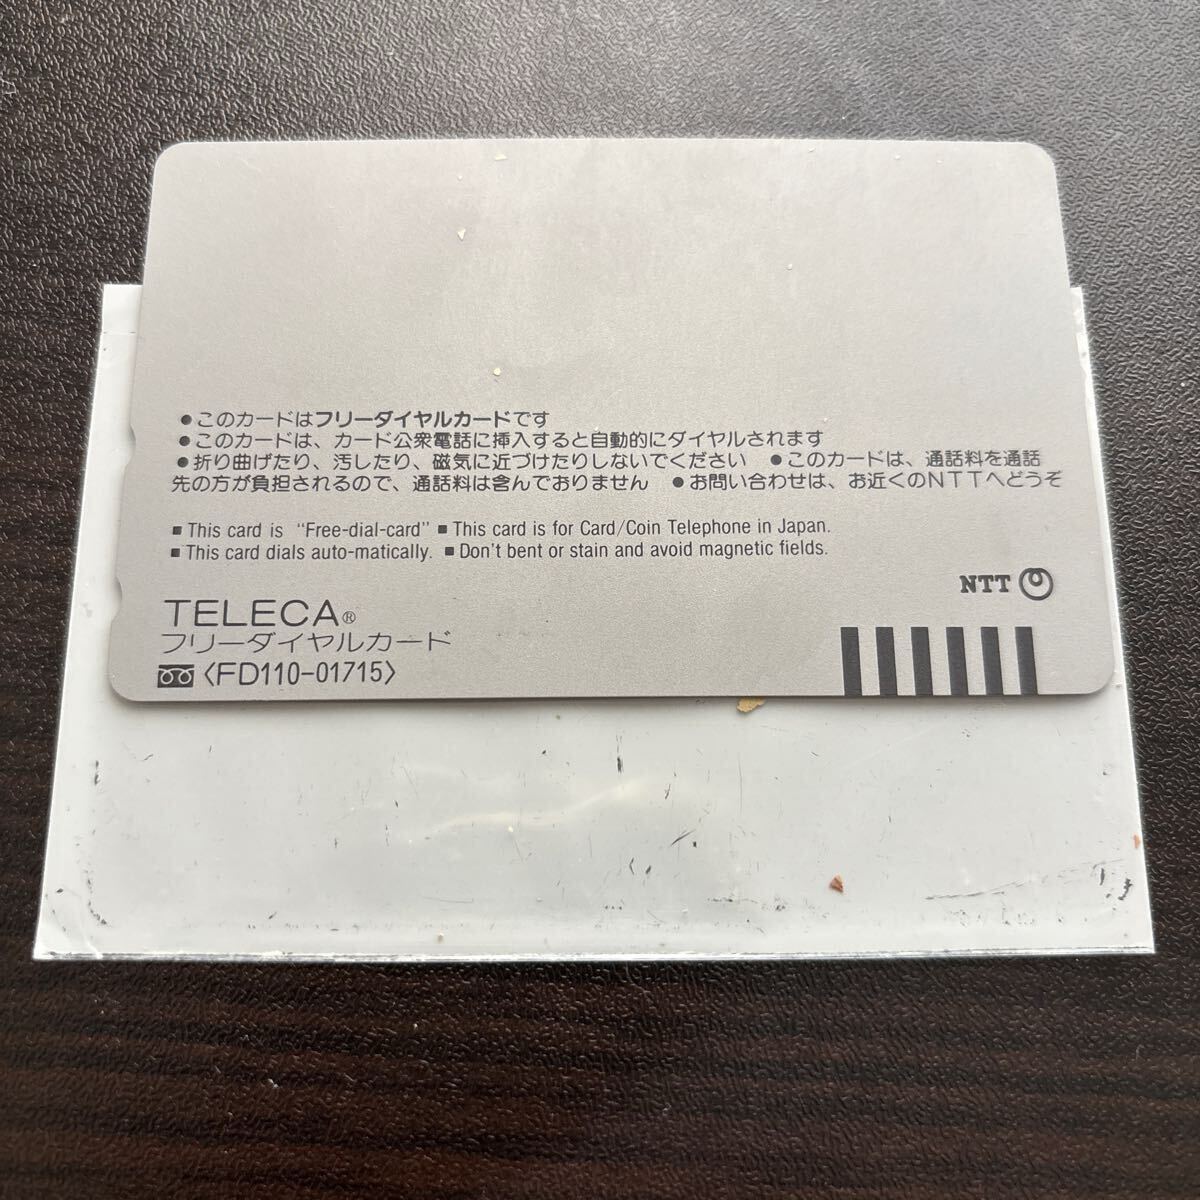 ●このカードはフリーダイヤルカードです
●このカードは、カード公衆電話に挿入すると自動的にダイヤルされます
●折り曲げたり、汚したり、磁気に近づけたりしないでください ●このカードは、通話料を通話
先の方が負担されるので、通話料は含んでおりません ●お問い合わせは、お近くのNTTへどうぞ
■This card is "Free-dial-card" ■This card is for Card/Coin Telephone in Japan.
■This card dials auto-matically. ■Don't bent or stain and avoid magnetic fields.
NTT
TELECA®
フリーダイヤルカード
〈FD110-01715〉